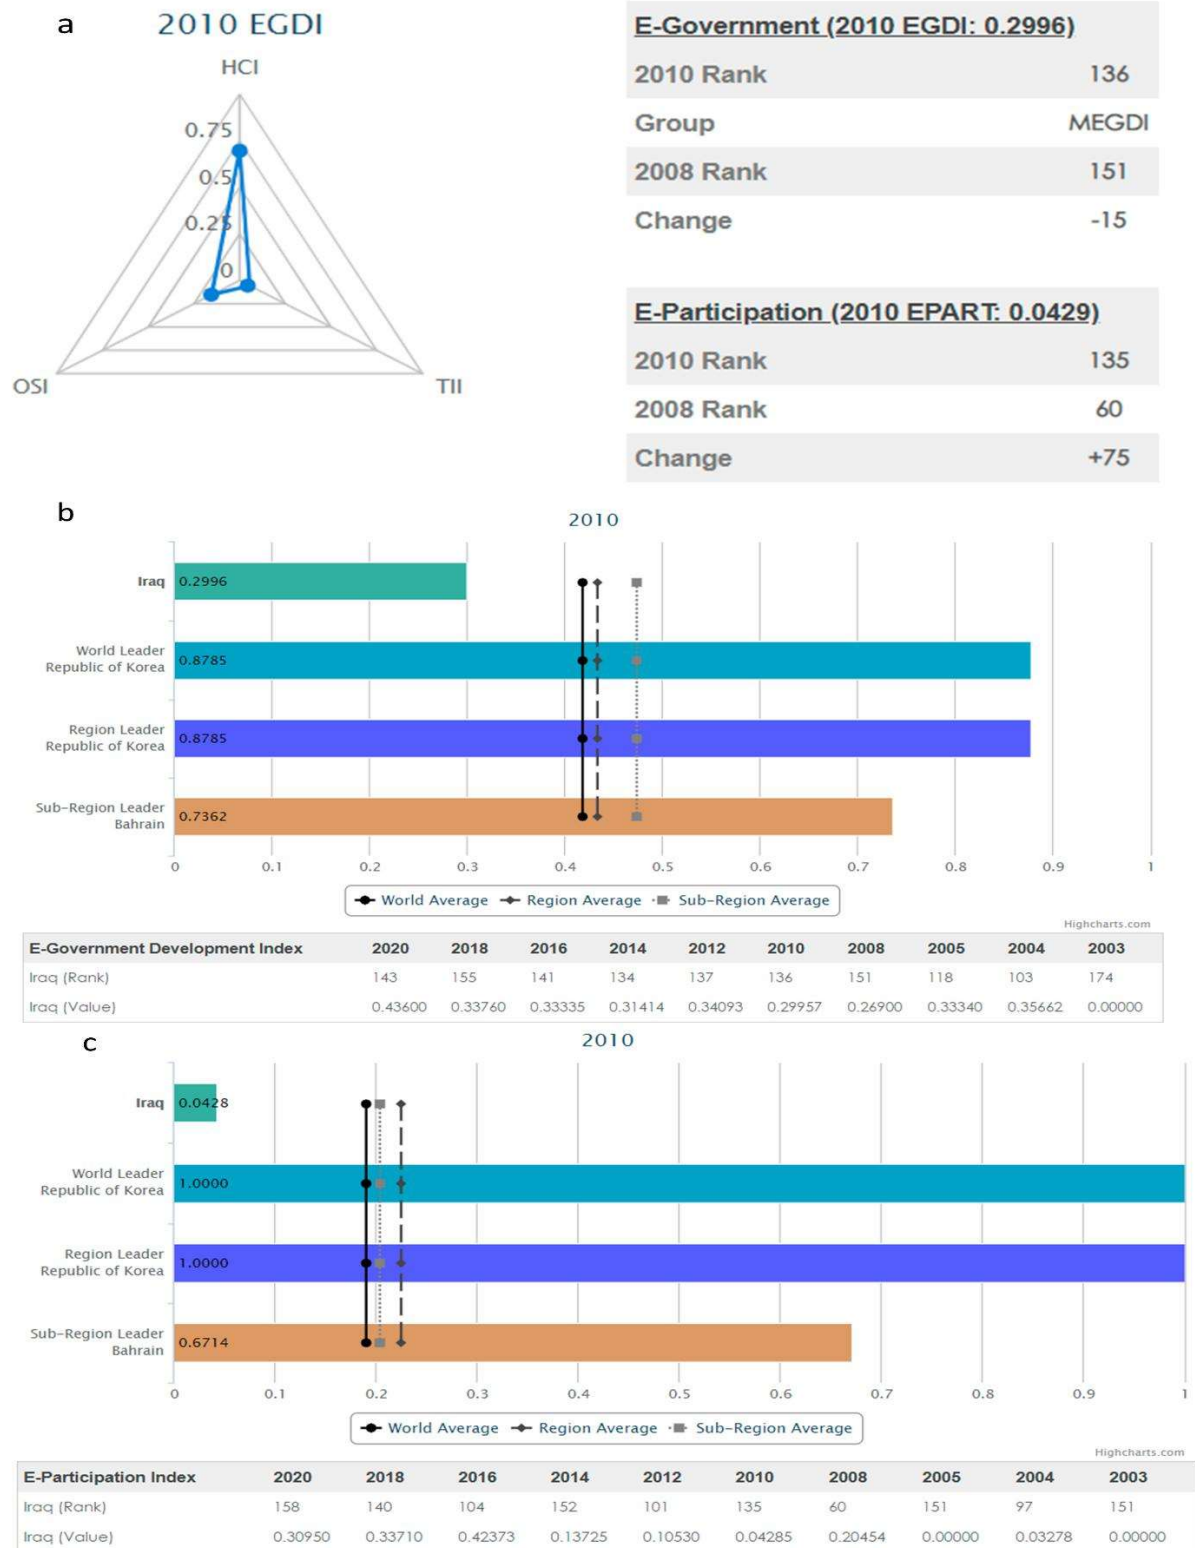 a
2010 EGDI
HCI
0.75
0.5
0.25
0
OSI
TII
E-Government (2010 EGDI: 0.2996)
2010 Rank 136
Group MEGDI
2008 Rank 151
Change -15
E-Participation (2010 EPART: 0.0429)
2010 Rank 135
2008 Rank 60
Change +75
b
2010
Iraq 0.2996
World Leader
Republic of Korea 0.8785
Region Leader
Republic of Korea 0.8785
Sub-Region Leader
Bahrain 0.7362
0 0.1 0.2 0.3 0.4 0.5 0.6 0.7 0.8 0.9 1
World Average Region Average Sub-Region Average
Highcharts.com
E-Government Development Index 2020 2018 2016 2014 2012 2010 2008 2005 2004 2003
Iraq (Rank) 143 155 141 134 137 136 151 118 103 174
Iraq (Value) 0.43600 0.33760 0.33335 0.31414 0.34093 0.29957 0.26900 0.33340 0.35662 0.00000
c
2010
Iraq 0.0428
World Leader
Republic of Korea 1.0000
Region Leader
Republic of Korea 1.0000
Sub-Region Leader
Bahrain 0.6714
0 0.1 0.2 0.3 0.4 0.5 0.6 0.7 0.8 0.9 1
World Average Region Average Sub-Region Average
Highcharts.com
E-Participation Index 2020 2018 2016 2014 2012 2010 2008 2005 2004 2003
Iraq (Rank) 158 140 104 152 101 135 60 151 97 151
Iraq (Value) 0.30950 0.33710 0.42373 0.13725 0.10530 0.04285 0.20454 0.00000 0.03278 0.00000